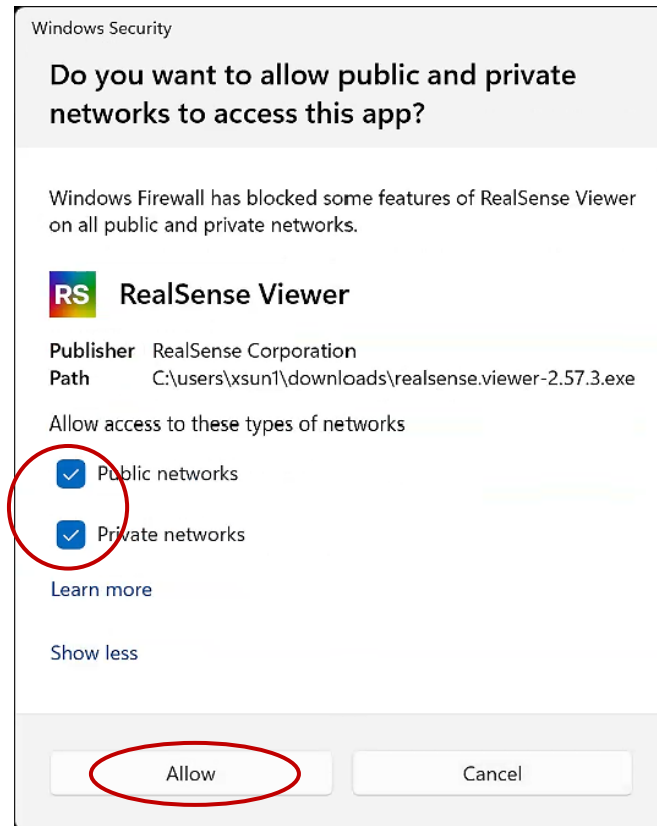 Windows Security
Do you want to allow public and private
networks to access this app?
Windows Firewall has blocked some features of RealSense Viewer
on all public and private networks.
RS RealSense Viewer
Publisher RealSense Corporation
Path C:\users\xsun1\downloads\realsense.viewer-2.57.3.exe
Allow access to these types of networks
Public networks
Private networks
Learn more
Show less
Allow Cancel